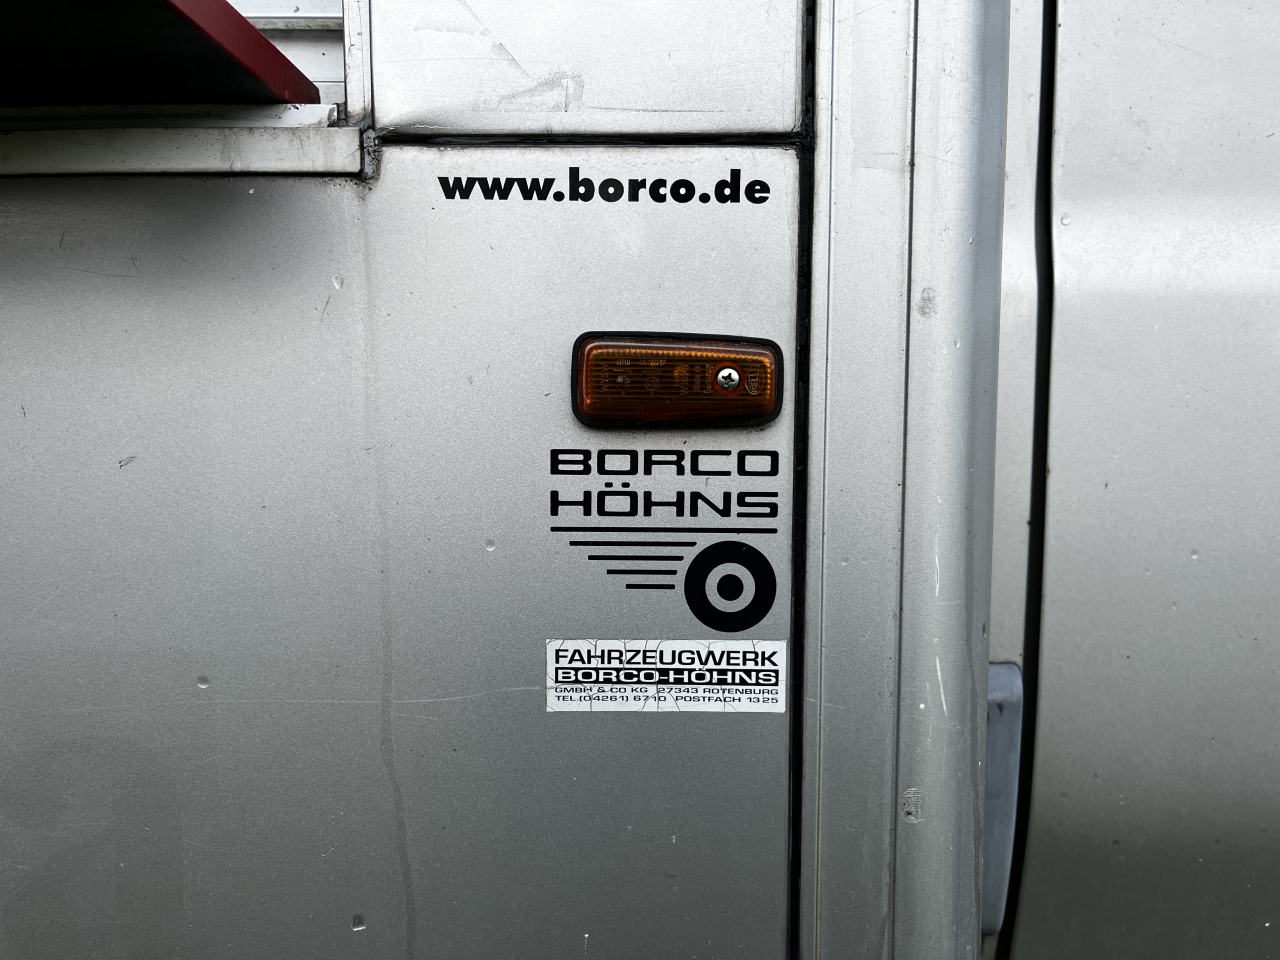 www.borco.de
BORCO
HÖHNS
FAHRZEUGWERK
BORCO-HÖHNS
GMBH & CO KG 27343 ROTENBURG
TEL (04261) 6710 POSTFACH 1325